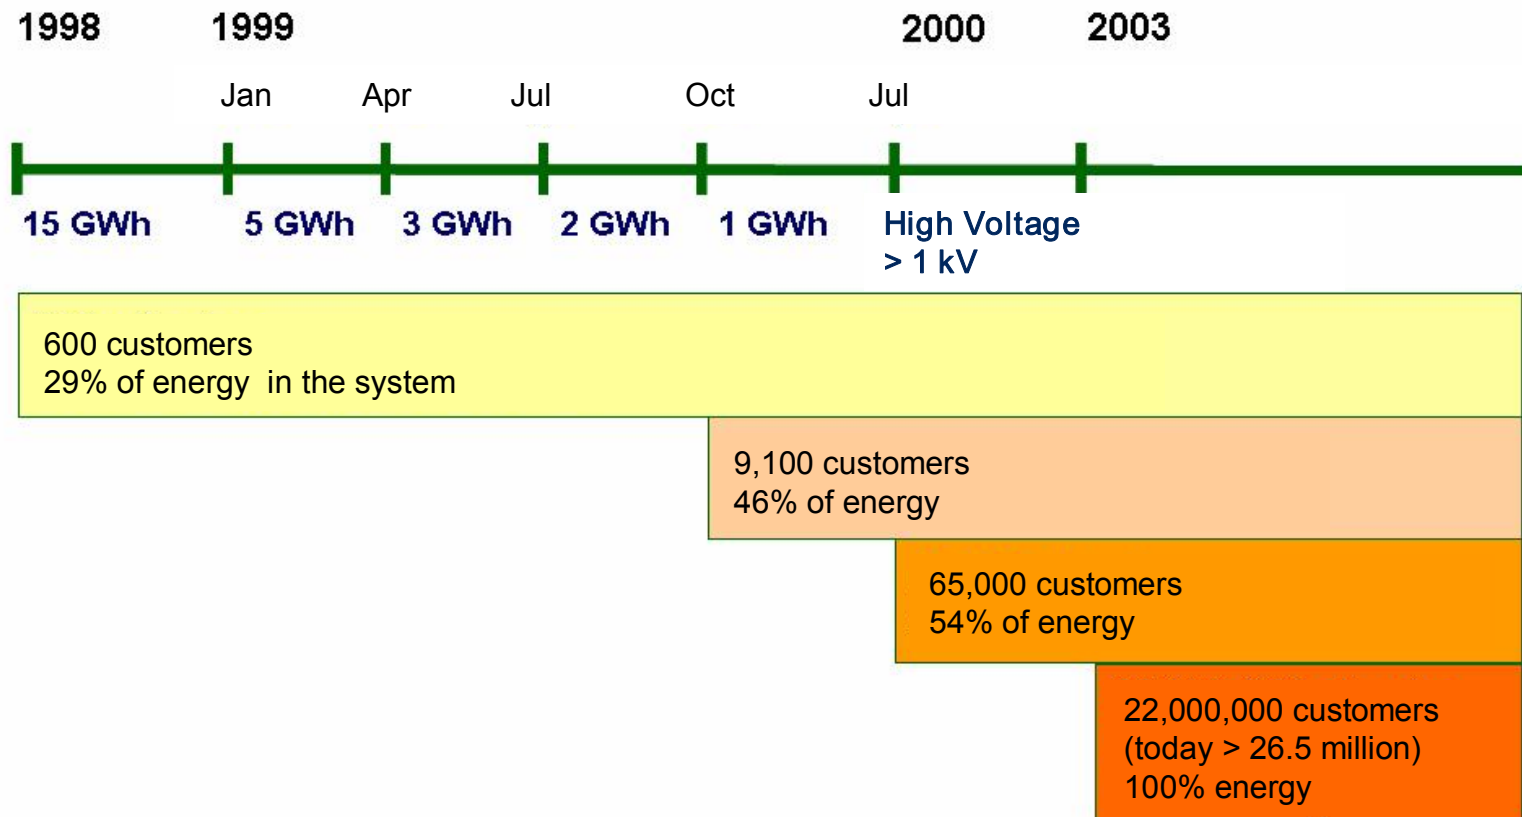 1998 1999 2000 2003
Jan Apr Jul Oct Jul
15 GWh 5 GWh 3 GWh 2 GWh 1 GWh High Voltage
> 1 kV
600 customers
29% of energy in the system
9,100 customers
46% of energy
65,000 customers
54% of energy
22,000,000 customers
(today > 26.5 million)
100% energy